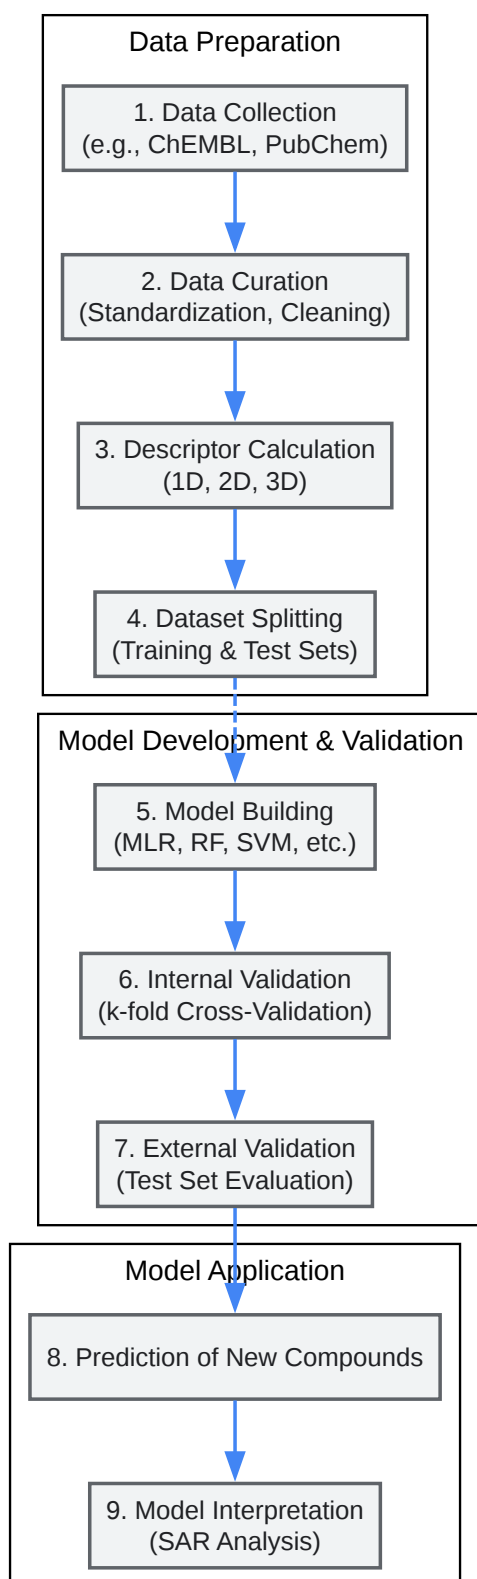 Data Preparation
1. Data Collection
(e.g., ChEMBL, PubChem)
2. Data Curation
(Standardization, Cleaning)
3. Descriptor Calculation
(1D, 2D, 3D)
4. Dataset Splitting
(Training & Test Sets)
Model Development & Validation
5. Model Building
(MLR, RF, SVM, etc.)
6. Internal Validation
(k-fold Cross-Validation)
7. External Validation
(Test Set Evaluation)
Model Application
8. Prediction of New Compounds
9. Model Interpretation
(SAR Analysis)